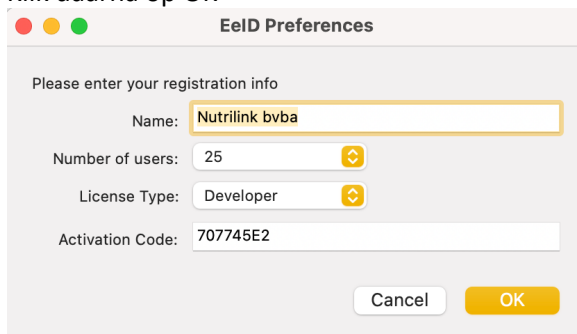 EeID Preferences
Please enter your registration info
Name: Nutrilink bvba
Number of users: 25
License Type: Developer
Activation Code: 707745E2
Cancel OK